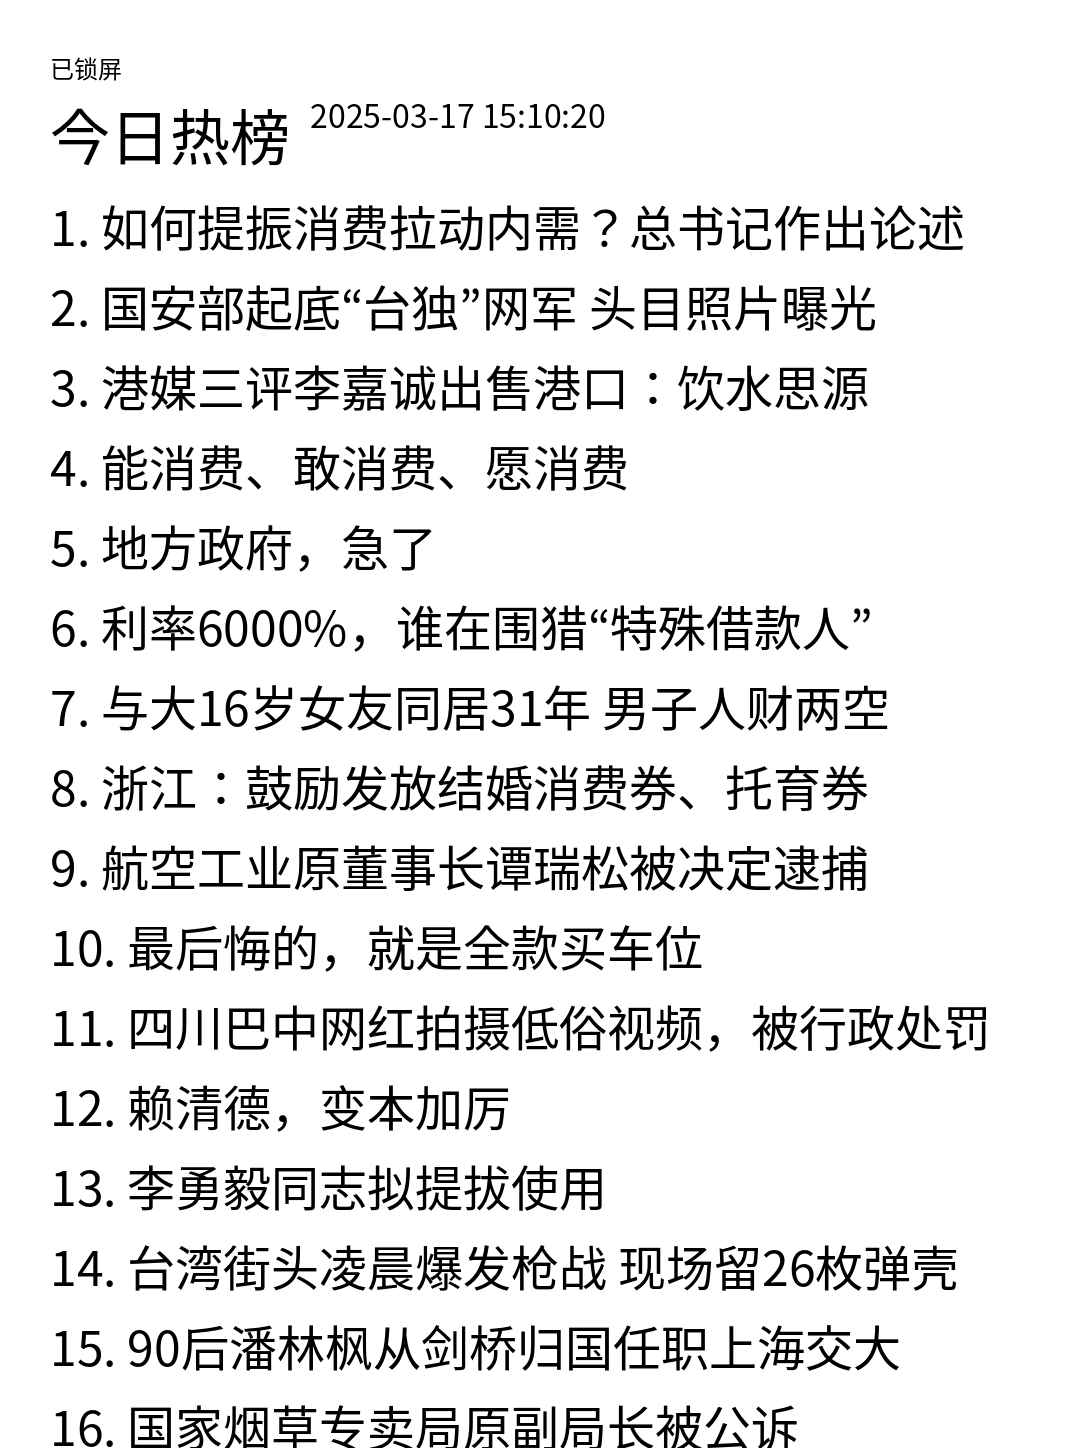 已锁屏
今日热榜 2025-03-17 15:10:20
1. 如何提振消费拉动内需？总书记作出论述
2. 国安部起底“台独”网军 头目照片曝光
3. 港媒三评李嘉诚出售港口：饮水思源
4. 能消费、敢消费、愿消费
5. 地方政府，急了
6. 利率6000%，谁在围猎“特殊借款人”
7. 与大16岁女友同居31年 男子人财两空
8. 浙江：鼓励发放结婚消费券、托育券
9. 航空工业原董事长谭瑞松被决定逮捕
10. 最后悔的，就是全款买车位
11. 四川巴中网红拍摄低俗视频，被行政处罚
12. 赖清德，变本加厉
13. 李勇毅同志拟提拔使用
14. 台湾街头凌晨爆发枪战 现场留26枚弹壳
15. 90后潘林枫从剑桥归国任职上海交大
16. 国家烟草专卖局原副局长被公诉